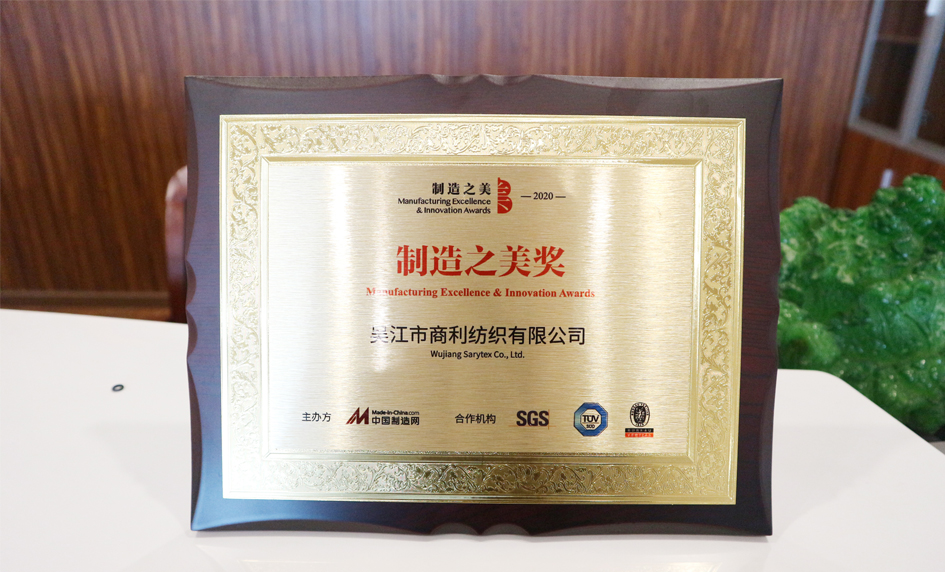 制造之美
Manufacturing Excellence
& Innovation Awards
—2020—
制造之美奖
Manufacturing Excellence & Innovation Awards
吴江市商利纺织有限公司
Wujiang Sarytex Co., Ltd.
主办方
Made-in-China.com
中国制造网
合作机构
SGS
TÜV